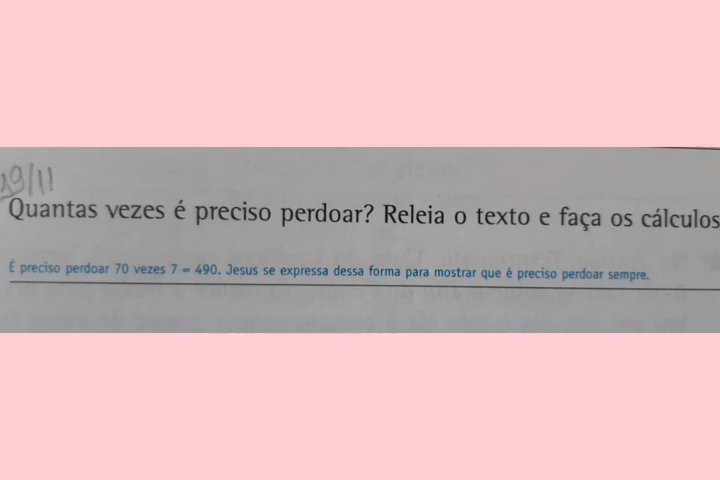 19/11
Quantas vezes é preciso perdoar? Releia o texto e faça os cálculos
É preciso perdoar 70 vezes 7 = 490. Jesus se expressa dessa forma para mostrar que é preciso perdoar sempre.